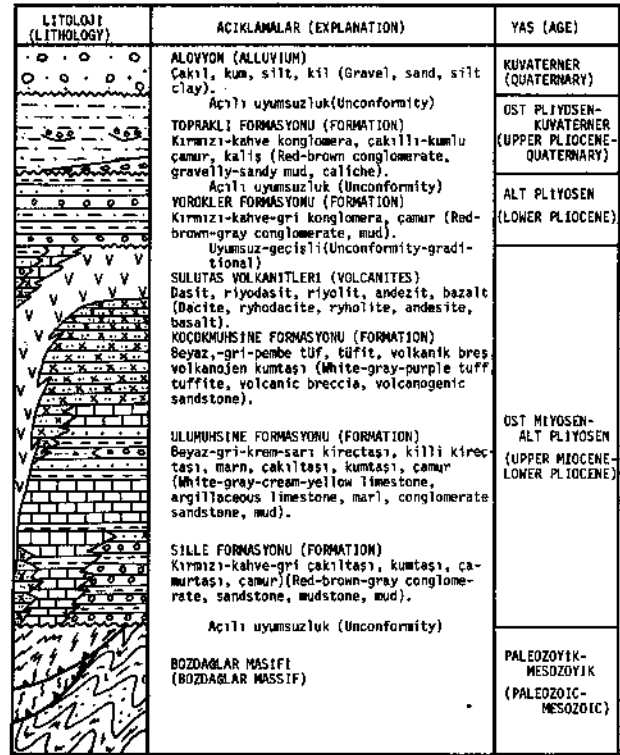 LİTOLOJİ
(LITHOLOGY)
AÇIKLAMALAR (EXPLANATION)
YAŞ (AGE)
ALÜVYON (ALLUVIUM)
Çakıl, kum, silt, kil (Gravel, sand, silt
clay).
Açılı uyumsuzluk(Unconformity)
TOPRAKLI FORMASYONU (FORMATION)
Kırmızı-kahve konglomera, çakıllı-kumlu
çamur, kaliş (Red-brown conglomerate,
gravelly-sandy mud, caliche).
Açılı uyumsuzluk (Unconformity)
YÖRÜKLER FORMASYONU (FORMATION)
Kırmızı-kahve-gri konglomera, çamur (Red-
brown-gray conglomerate, mud).
Uyumsuz-geçişli(Unconformity-gradi-
tional)
SULUTAS VOLKANİTLERİ (VOLCANITES)
Dasit, riyodasit, riyolit, andezit, bazalt
(Dacite, ryhodacite, ryholite, andesite,
basalt).
KÜÇÜKMUHSİNE FORMASYONU (FORMATION)
Beyaz,-gri-pembe tüf, tüfit, volkanik breş
volkanojen kumtaşı (White-gray-purple tuff
tuffite, volcanic breccia, volcanogenic
sandstone).
ULUMUHSİNE FORMASYONU (FORMATION)
Beyaz-gri-krem-sarı kireçtaşı, killi kireç-
taşı, marn, çakıltaşı, kumtaşı, çamur
(White-gray-cream-yellow limestone,
argillaceous limestone, marl, conglomerate
sandstone, mud).
SİLLE FORMASYONU (FORMATION)
Kırmızı-kahve-gri çakıltaşı, kumtaşı, ça-
murtaşı, çamur)(Red-brown-gray conglome-
rate, sandstone, mudstone, mud).
Açılı uyumsuzluk (Unconformity)
BOZDAĞLAR MASİFİ
(BOZDAĞLAR MASSIF)
KUVATERNER
(QUATERNARY)
ÜST PLİYOSEN-
KUVATERNER
(UPPER PLIOCENE-
QUATERNARY)
ALT PLİYOSEN
(LOWER PLIOCENE)
ÜST MİYOSEN-
ALT PLİYOSEN
(UPPER MIOCENE-
LOWER PLIOCENE)
PALEOZOYİK-
MESOZOYİK
(PALEOZOIC-
MESOZOIC)